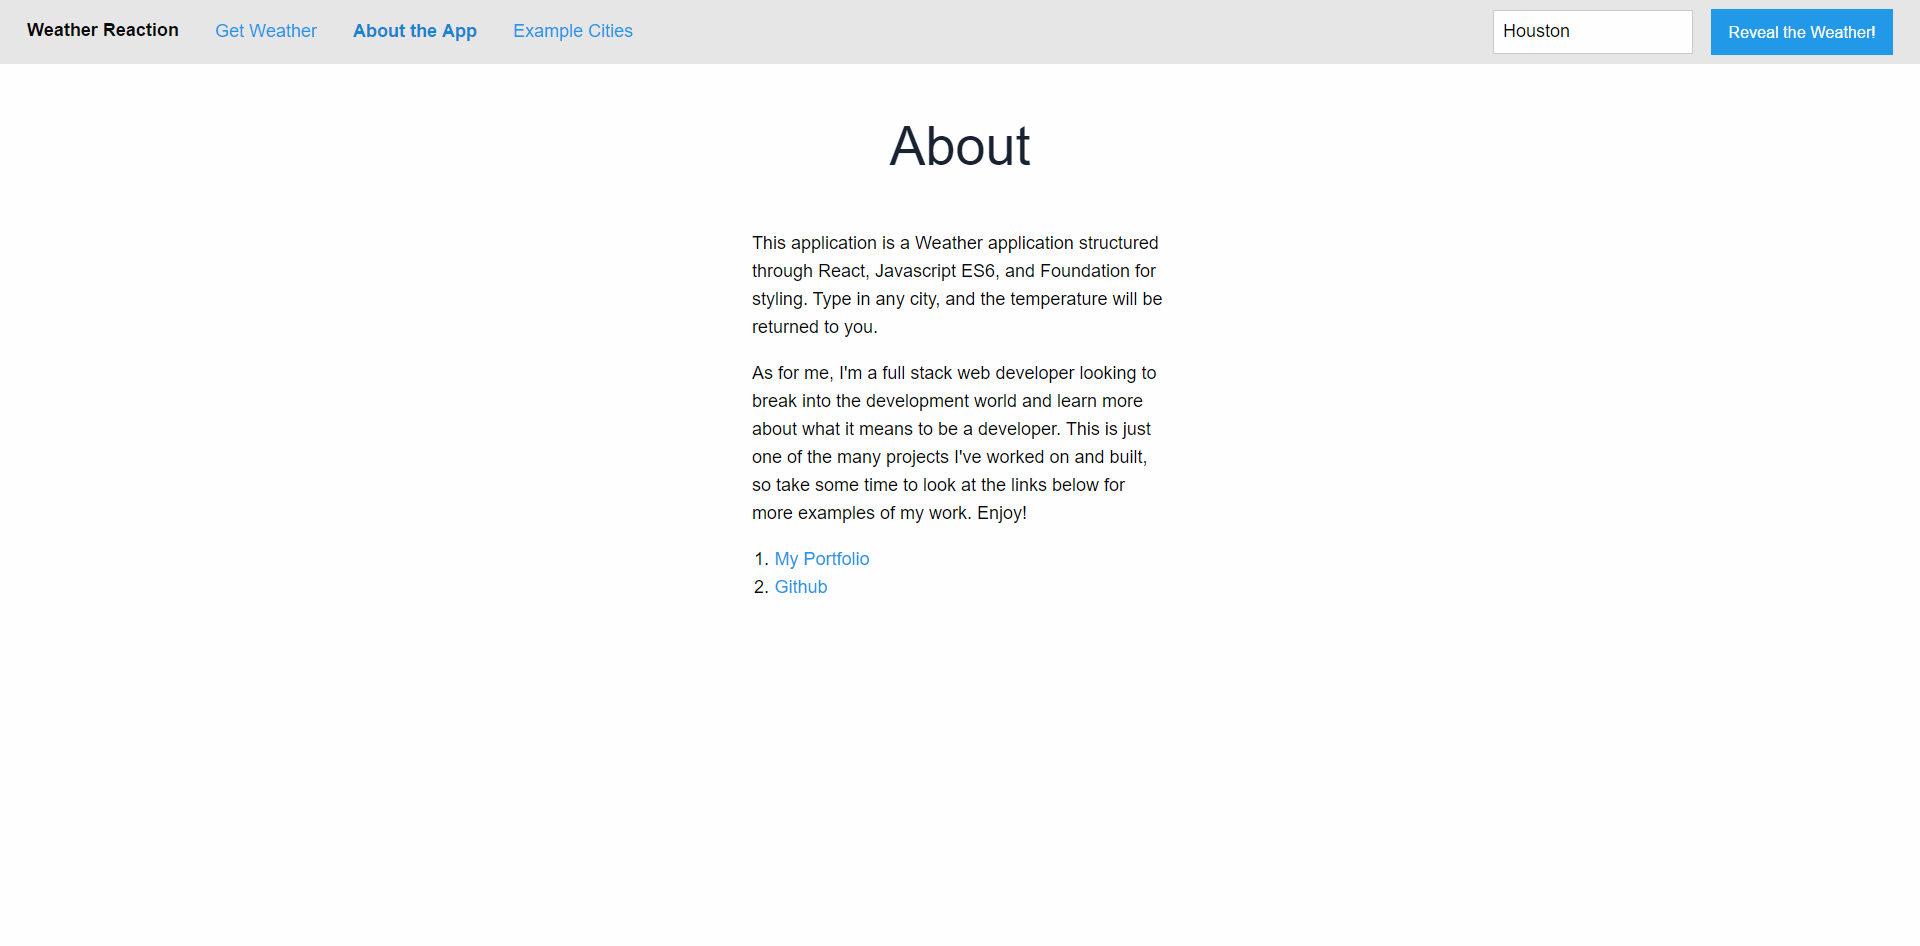 Weather Reaction Get Weather About the App Example Cities Houston Reveal the Weather!
About
This application is a Weather application structured
through React, Javascript ES6, and Foundation for
styling. Type in any city, and the temperature will be
returned to you.
As for me, I'm a full stack web developer looking to
break into the development world and learn more
about what it means to be a developer. This is just
one of the many projects I've worked on and built,
so take some time to look at the links below for
more examples of my work. Enjoy!
1. My Portfolio
2. Github